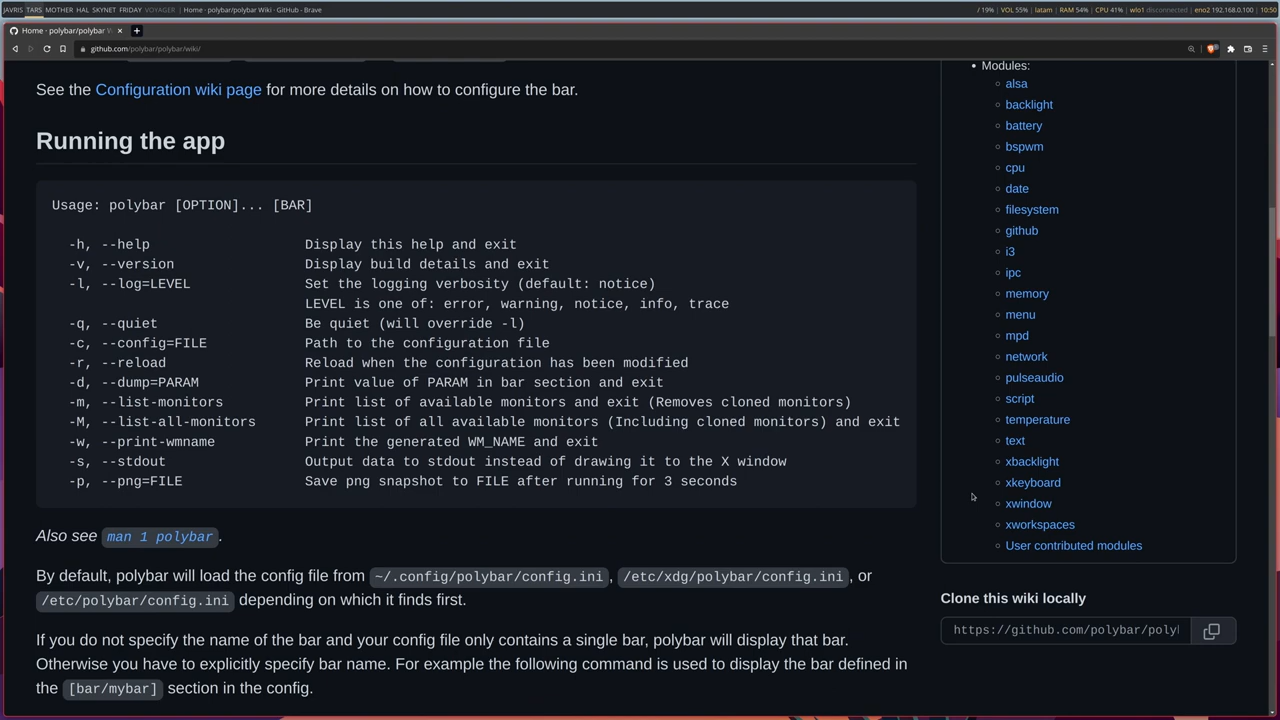 JAVRIS TARS MOTHER HAL SKYNET FRIDAY VOYAGER Home · polybar/polybar Wiki · GitHub - Brave / 19% VOL 55% latam RAM 54% CPU 41% wlo1 disconnected eno2 192.168.0.100 10:50
Home · polybar/polybar W
github.com/polybar/polybar/wiki/
See the Configuration wiki page for more details on how to configure the bar.
Running the app
Usage: polybar [OPTION]... [BAR]
-h, --help Display this help and exit
-v, --version Display build details and exit
-l, --log=LEVEL Set the logging verbosity (default: notice)
LEVEL is one of: error, warning, notice, info, trace
-q, --quiet Be quiet (will override -l)
-c, --config=FILE Path to the configuration file
-r, --reload Reload when the configuration has been modified
-d, --dump=PARAM Print value of PARAM in bar section and exit
-m, --list-monitors Print list of available monitors and exit (Removes cloned monitors)
-M, --list-all-monitors Print list of all available monitors (Including cloned monitors) and exit
-w, --print-wmname Print the generated WM_NAME and exit
-s, --stdout Output data to stdout instead of drawing it to the X window
-p, --png=FILE Save png snapshot to FILE after running for 3 seconds
Also see man 1 polybar.
By default, polybar will load the config file from ~/.config/polybar/config.ini, /etc/xdg/polybar/config.ini, or
/etc/polybar/config.ini depending on which it finds first.
If you do not specify the name of the bar and your config file only contains a single bar, polybar will display that bar.
Otherwise you have to explicitly specify bar name. For example the following command is used to display the bar defined in
the [bar/mybar] section in the config.
Modules:
alsa
backlight
battery
bspwm
cpu
date
filesystem
github
i3
ipc
memory
menu
mpd
network
pulseaudio
script
temperature
text
xbacklight
xkeyboard
xwindow
xworkspaces
User contributed modules
Clone this wiki locally
https://github.com/polybar/poly